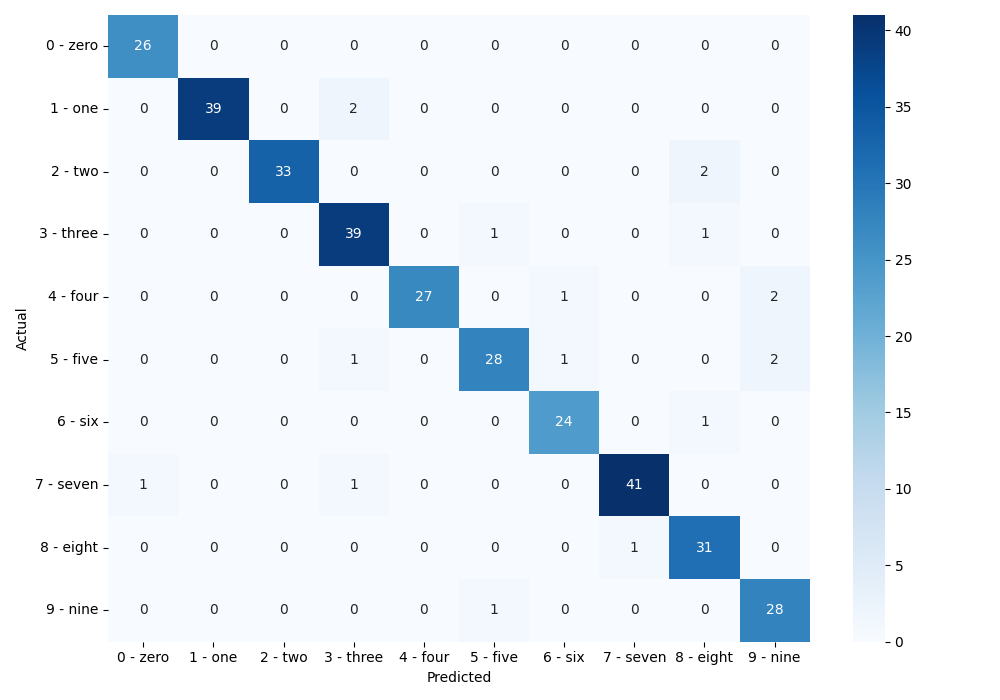 0 - zero 26 0 0 0 0 0 0 0 0 0
1 - one 0 39 0 2 0 0 0 0 0 0
2 - two 0 0 33 0 0 0 0 0 2 0
3 - three 0 0 0 39 0 1 0 0 1 0
4 - four 0 0 0 0 27 0 1 0 0 2
5 - five 0 0 0 1 0 28 1 0 0 2
6 - six 0 0 0 0 0 0 24 0 1 0
7 - seven 1 0 0 1 0 0 0 41 0 0
8 - eight 0 0 0 0 0 0 0 1 31 0
9 - nine 0 0 0 0 0 1 0 0 0 28
0 - zero 1 - one 2 - two 3 - three 4 - four 5 - five 6 - six 7 - seven 8 - eight 9 - nine
Predicted
Actual
40
35
30
25
20
15
10
5
0